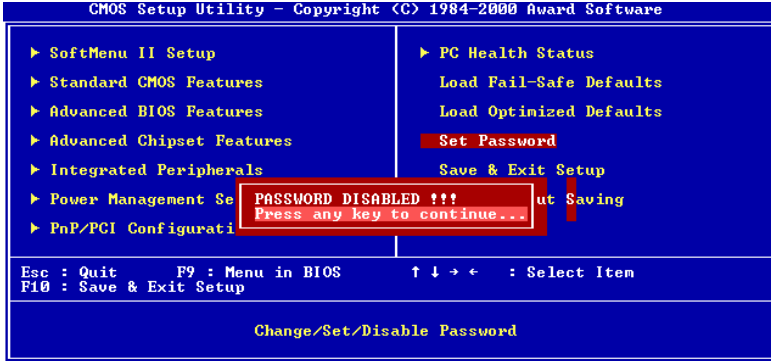 CMOS Setup Utility - Copyright (C) 1984-2000 Award Software
▶ SoftMenu II Setup
▶ Standard CMOS Features
▶ Advanced BIOS Features
▶ Advanced Chipset Features
▶ Integrated Peripherals
▶ Power Management Se
▶ PnP/PCI Configurati
▶ PC Health Status
Load Fail-Safe Defaults
Load Optimized Defaults
Set Password
Save & Exit Setup
ut Saving
PASSWORD DISABLED !!!
Press any key to continue...
Esc : Quit F9 : Menu in BIOS ↑ ↓ → ← : Select Item
F10 : Save & Exit Setup
Change/Set/Disable Password